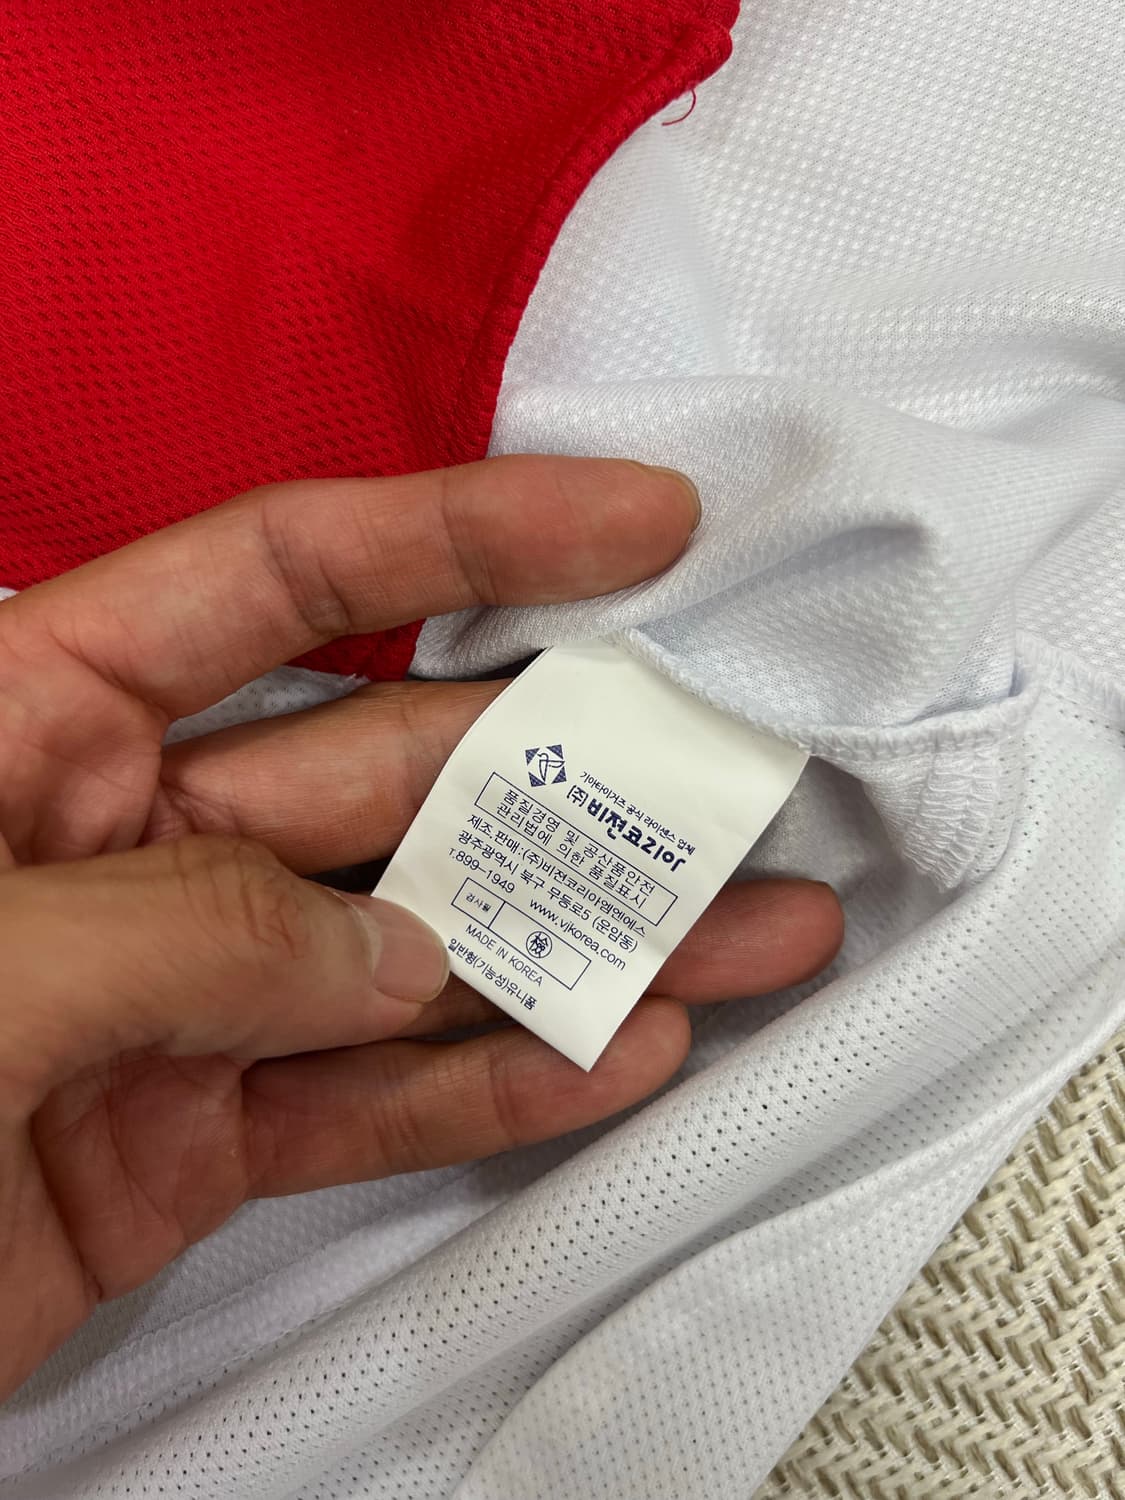 기아타이거즈 공식 라이센스 업체
(주)비젼코리아
품질경영 및 공산품안전
관리법에 의한 품질표시
제조.판매:(주)비젼코리아엠엔에스
광주광역시 북구 무등로5 (운암동)
T.899-1949 www.vjkorea.com
검사필 檢
MADE IN KOREA
일반형(기능성)유니폼